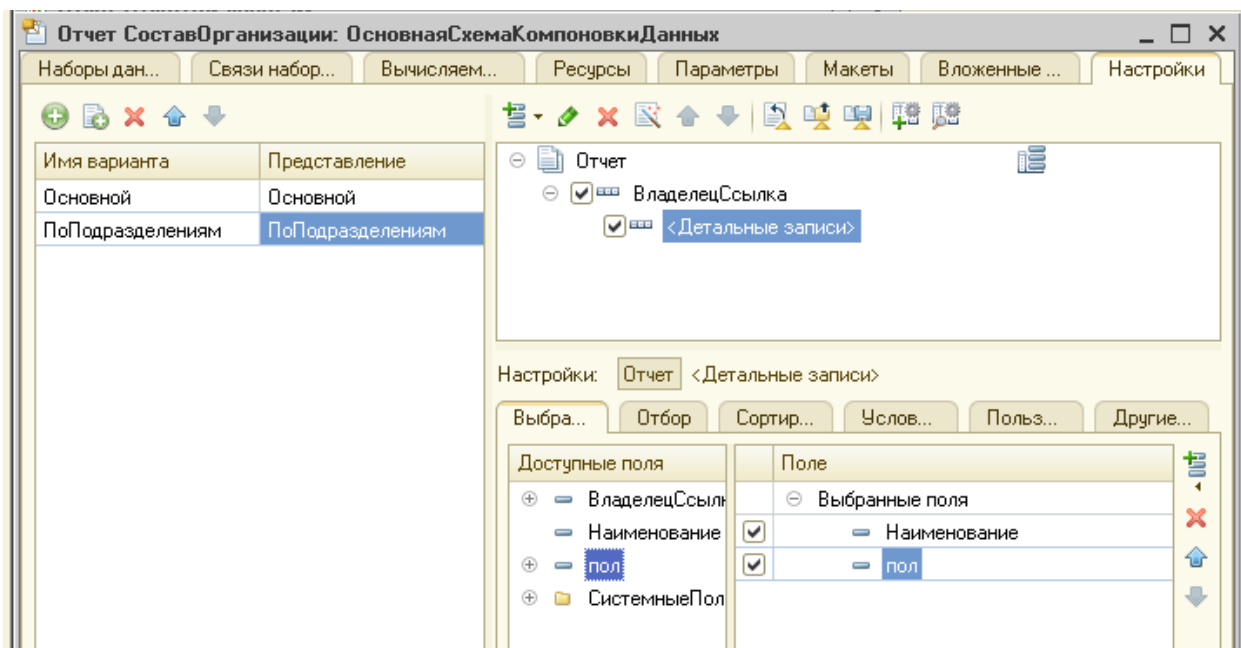 Отчет СоставОрганизации: ОсновнаяСхемаКомпоновкиДанных
Наборы дан... Связи набор... Вычисляем... Ресурсы Параметры Макеты Вложенные ... Настройки
Имя варианта Представление
Основной Основной
ПоПодразделениям ПоПодразделениям
Отчет
ВладелецСсылка
<Детальные записи>
Настройки: Отчет <Детальные записи>
Выбра... Отбор Сортир... Услов... Польз... Другие...
Доступные поля Поле
ВладелецСсылк Выбранные поля
Наименование Наименование
пол пол
СистемныеПол